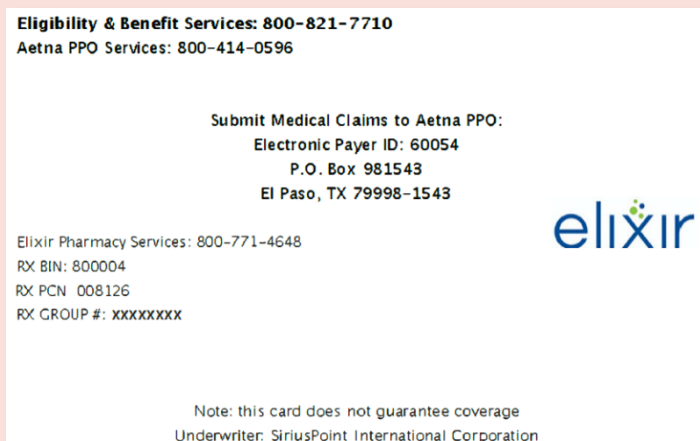 Eligibility & Benefit Services: 800-821-7710
Aetna PPO Services: 800-414-0596
Submit Medical Claims to Aetna PPO:
Electronic Payer ID: 60054
P.O. Box 981543
El Paso, TX 79998-1543
elixir
Elixir Pharmacy Services: 800-771-4648
RX BIN: 800004
RX PCN 008126
RX GROUP #: XXXXXXXX
Note: this card does not guarantee coverage
Underwriter: SiriusPoint International Corporation